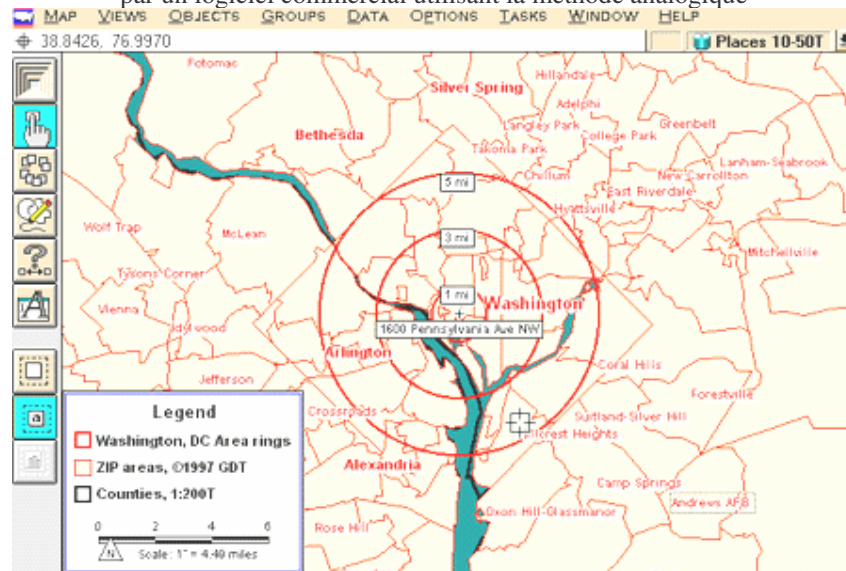 par un logiciel commercial utilisant la méthode analogique
MAP VIEWS OBJECTS GROUPS DATA OPTIONS TASKS WINDOW HELP
38.8426, 76.9970
Places 10-50T
Potomac
Silver Spring
Hillandale
Adelphi
Langley Park
College Park
Greenbelt
Bethesda
Takoma Park
Lanham-Seabrook
Chillum
New Carrollton
5 mi
East Riverdale
Hyattsville
Wolf Trap
McLean
3 mi
Mitchellville
Tysons Corner
1 mi
Washington
Vienna
Idylwood
1600 Pennsylvania Ave NW
Arlington
Coral Hills
Jefferson
Forestville
Crossroads
Suitland-Silver Hill
Hillcrest Heights
Alexandria
Camp Springs
Andrews AFB
Oxon Hill-Glassmanor
Rose Hill
Legend
Washington, DC Area rings
ZIP areas, ©1997 GDT
Counties, 1:200T
0 2 4 6
N
Scale: 1" = 4.48 miles